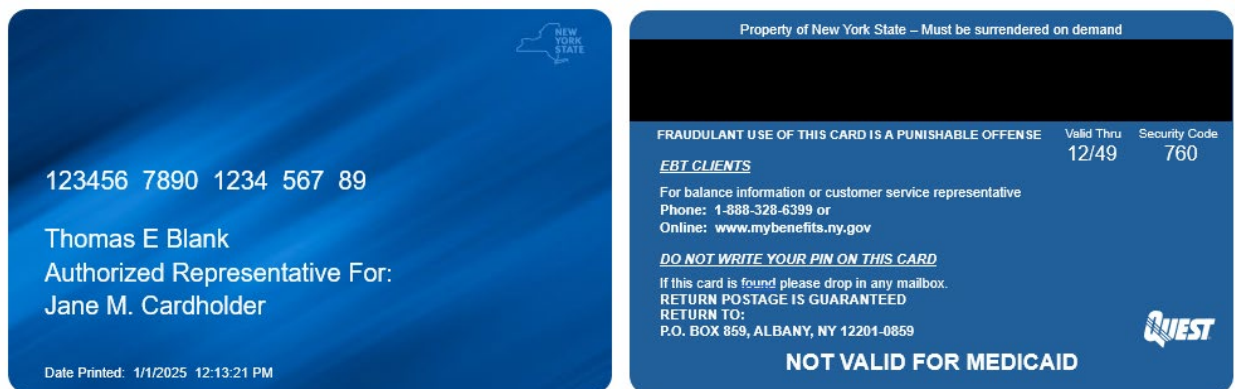 NEW
YORK
STATE
123456 7890 1234 567 89
Thomas E Blank
Authorized Representative For:
Jane M. Cardholder
Date Printed: 1/1/2025 12:13:21 PM
Property of New York State – Must be surrendered on demand
FRAUDULANT USE OF THIS CARD IS A PUNISHABLE OFFENSE
Valid Thru Security Code
12/49 760
EBT CLIENTS
For balance information or customer service representative
Phone: 1-888-328-6399 or
Online: www.mybenefits.ny.gov
DO NOT WRITE YOUR PIN ON THIS CARD
If this card is found please drop in any mailbox.
RETURN POSTAGE IS GUARANTEED
RETURN TO:
P.O. BOX 859, ALBANY, NY 12201-0859
QUEST
NOT VALID FOR MEDICAID